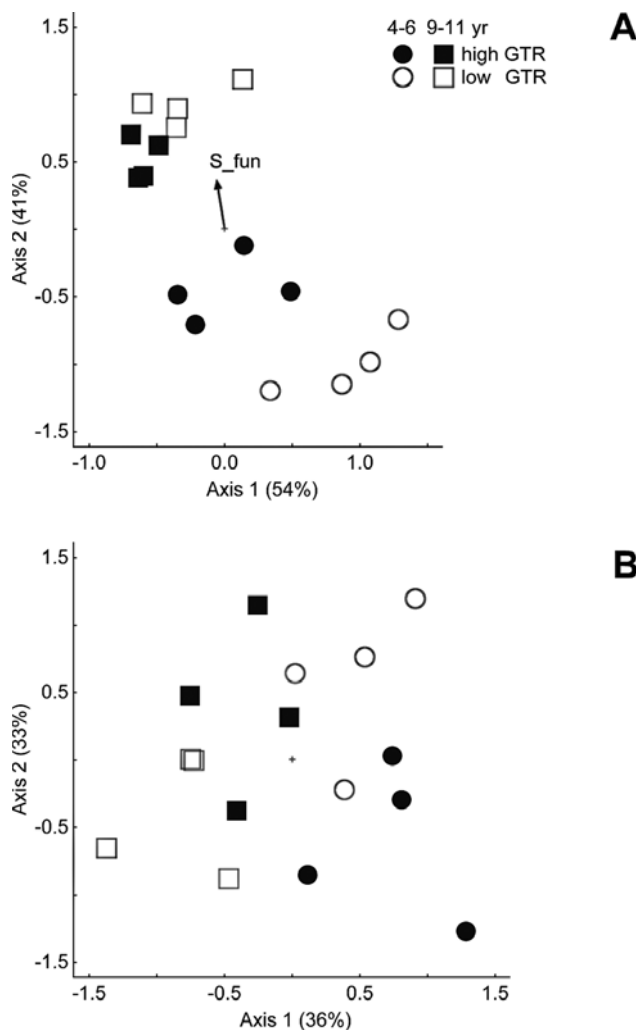 A
4-6 9-11 yr
high GTR
low GTR
1.5
0.5
-0.5
-1.5
Axis 2 (41%)
S_fun
-1.0 0.0 1.0
Axis 1 (54%)
B
1.5
0.5
-0.5
-1.5
Axis 2 (33%)
-1.5 -0.5 0.5 1.5
Axis 1 (36%)